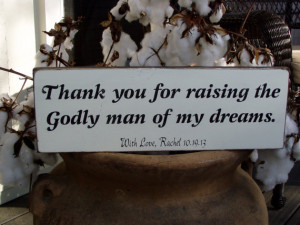 Thank you for raising the
Godly man of my dreams.
With Love, Rachel 10.19.13